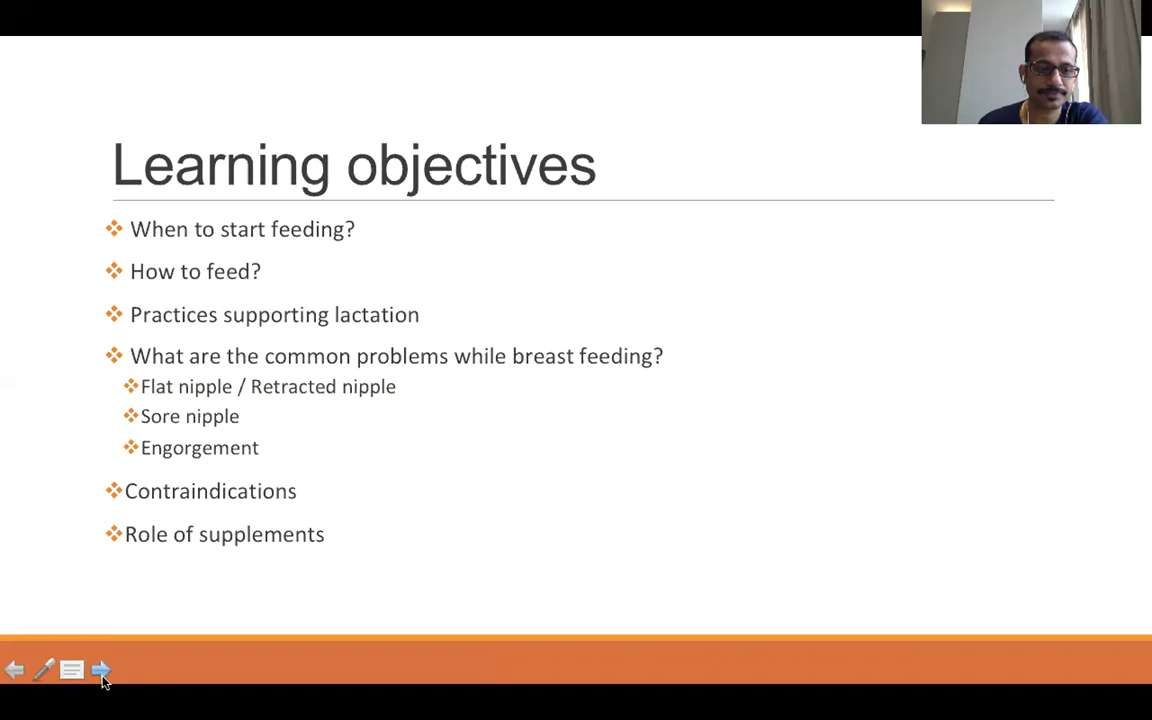 Learning objectives
When to start feeding?
How to feed?
Practices supporting lactation
What are the common problems while breast feeding?
Flat nipple / Retracted nipple
Sore nipple
Engorgement
Contraindications
Role of supplements